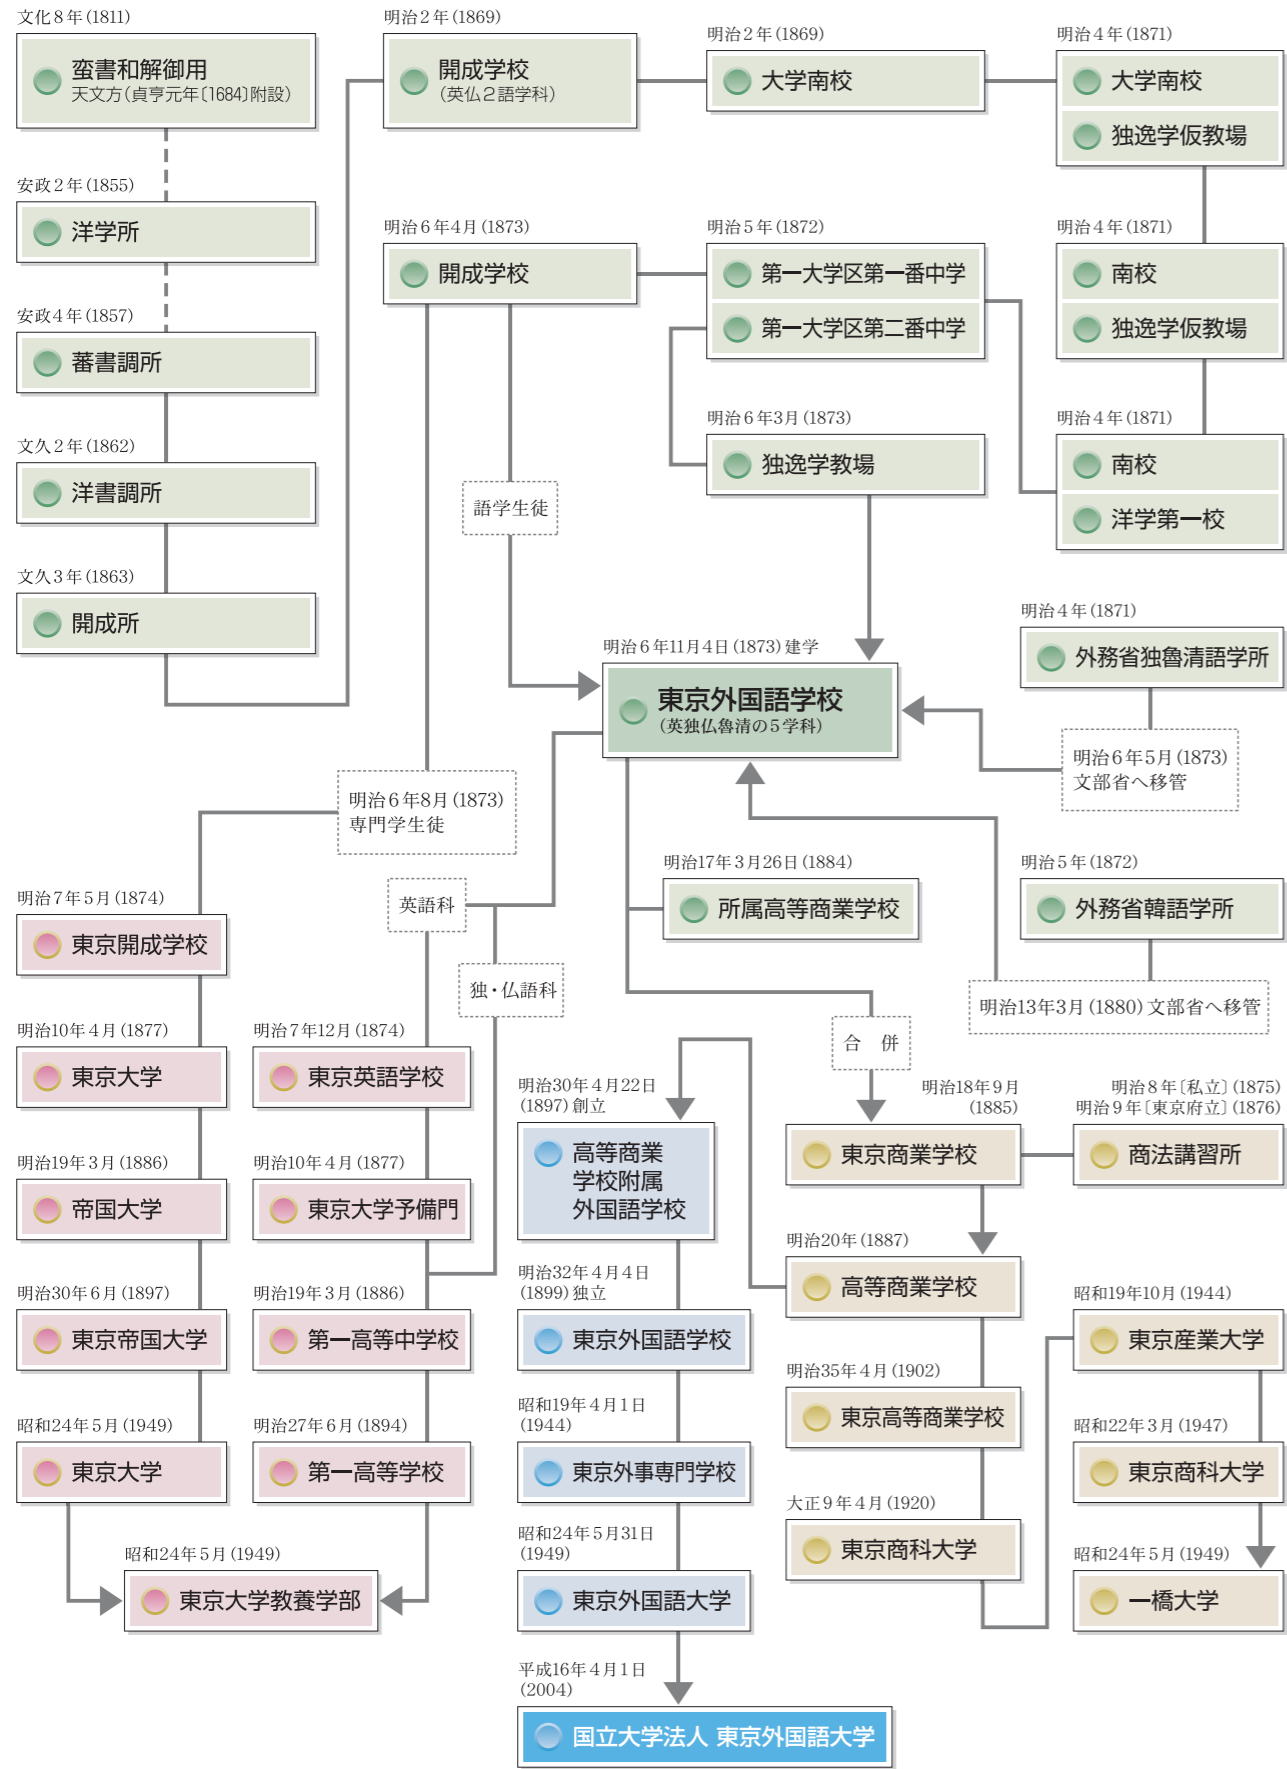 文化8年(1811)
蛮書和解御用
天文方(貞亨元年〔1684〕附設)
安政2年(1855)
洋学所
安政4年(1857)
蕃書調所
文久2年(1862)
洋書調所
文久3年(1863)
開成所
明治2年(1869)
開成学校
(英仏2語学科)
明治2年(1869)
大学南校
明治4年(1871)
大学南校
独逸学仮教場
明治4年(1871)
南校
独逸学仮教場
明治4年(1871)
南校
洋学第一校
明治5年(1872)
第一大学区第一番中学
第一大学区第二番中学
明治6年3月(1873)
独逸学教場
明治6年4月(1873)
開成学校
語学生徒
明治6年11月4日(1873)建学
東京外国語学校
(英独仏魯清の5学科)
明治4年(1871)
外務省独魯清語学所
明治6年5月(1873)
文部省へ移管
明治5年(1872)
外務省韓語学所
明治13年3月(1880)文部省へ移管
明治6年8月(1873)
専門学生徒
英語科
独・仏語科
明治17年3月26日(1884)
所属高等商業学校
合 併
明治7年5月(1874)
東京開成学校
明治10年4月(1877)
東京大学
明治19年3月(1886)
帝国大学
明治30年6月(1897)
東京帝国大学
昭和24年5月(1949)
東京大学
明治7年12月(1874)
東京英語学校
明治10年4月(1877)
東京大学予備門
明治19年3月(1886)
第一高等中学校
明治27年6月(1894)
第一高等学校
昭和24年5月(1949)
東京大学教養学部
明治30年4月22日
(1897)創立
高等商業
学校附属
外国語学校
明治32年4月4日
(1899)独立
東京外国語学校
昭和19年4月1日
(1944)
東京外事専門学校
昭和24年5月31日
(1949)
東京外国語大学
平成16年4月1日
(2004)
国立大学法人 東京外国語大学
明治18年9月
(1885)
東京商業学校
明治8年〔私立〕(1875)
明治9年〔東京府立〕(1876)
商法講習所
明治20年(1887)
高等商業学校
明治35年4月(1902)
東京高等商業学校
大正9年4月(1920)
東京商科大学
昭和19年10月(1944)
東京産業大学
昭和22年3月(1947)
東京商科大学
昭和24年5月(1949)
一橋大学